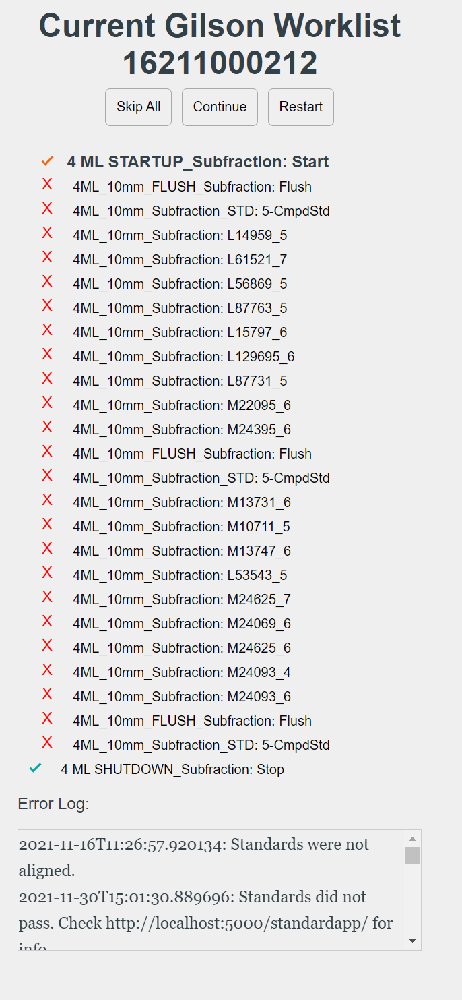 Current Gilson Worklist
16211000212
Skip All
Continue
Restart
4 ML STARTUP_Subfraction: Start
X 4ML_10mm_FLUSH_Subfraction: Flush
X 4ML_10mm_Subfraction_STD: 5-CmpdStd
X 4ML_10mm_Subfraction: L14959_5
X 4ML_10mm_Subfraction: L61521_7
X 4ML_10mm_Subfraction: L56869_5
X 4ML_10mm_Subfraction: L87763_5
X 4ML_10mm_Subfraction: L15797_6
X 4ML_10mm_Subfraction: L129695_6
X 4ML_10mm_Subfraction: L87731_5
X 4ML_10mm_Subfraction: M22095_6
X 4ML_10mm_Subfraction: M24395_6
X 4ML_10mm_FLUSH_Subfraction: Flush
X 4ML_10mm_Subfraction_STD: 5-CmpdStd
X 4ML_10mm_Subfraction: M13731_6
X 4ML_10mm_Subfraction: M10711_5
X 4ML_10mm_Subfraction: M13747_6
X 4ML_10mm_Subfraction: L53543_5
X 4ML_10mm_Subfraction: M24625_7
X 4ML_10mm_Subfraction: M24069_6
X 4ML_10mm_Subfraction: M24625_6
X 4ML_10mm_Subfraction: M24093_4
X 4ML_10mm_Subfraction: M24093_6
X 4ML_10mm_FLUSH_Subfraction: Flush
X 4ML_10mm_Subfraction_STD: 5-CmpdStd
4 ML SHUTDOWN_Subfraction: Stop
Error Log:
2021-11-16T11:26:57.920134: Standards were not
aligned.
2021-11-30T15:01:30.889696: Standards did not
pass. Check http://localhost:5000/standardapp/ for
info